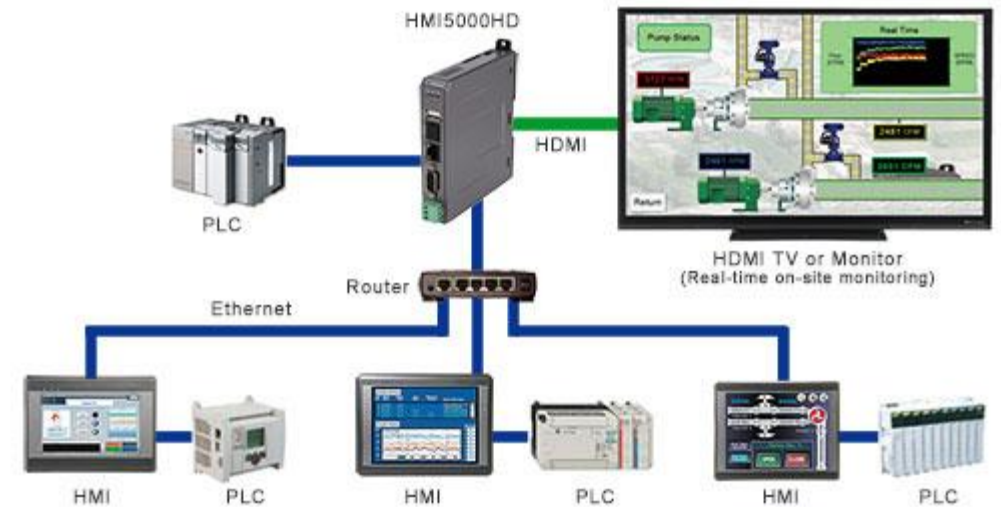 HMI5000HD
Pump Status
Real Time
HDMI
PLC
Return
HDMI TV or Monitor
(Real-time on-site monitoring)
Router
Ethernet
HMI
PLC
HMI
PLC
HMI
PLC